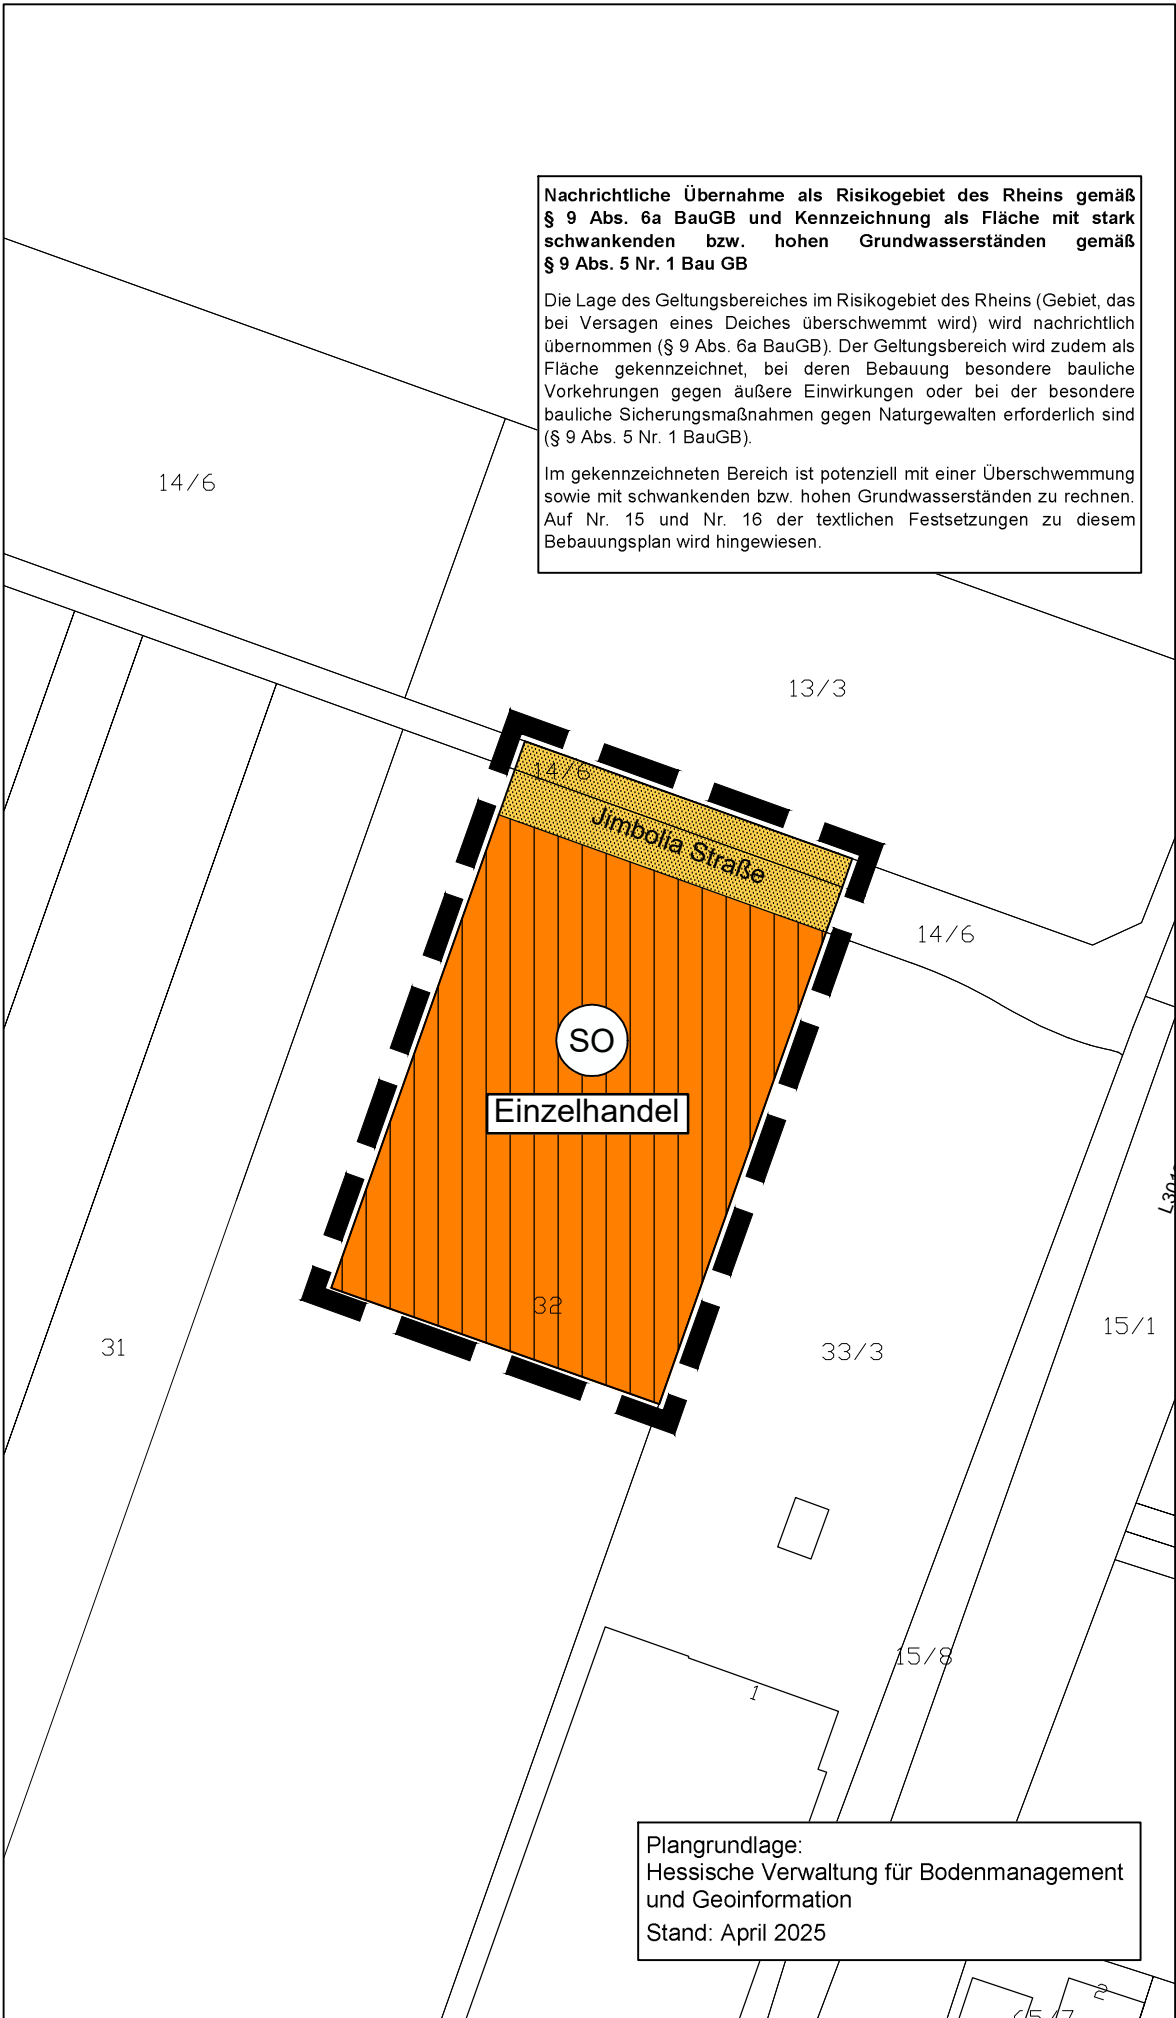 Nachrichtliche Übernahme als Risikogebiet des Rheins gemäß
§ 9 Abs. 6a BauGB und Kennzeichnung als Fläche mit stark
schwankenden bzw. hohen Grundwasserständen gemäß
§ 9 Abs. 5 Nr. 1 Bau GB
Die Lage des Geltungsbereiches im Risikogebiet des Rheins (Gebiet, das
bei Versagen eines Deiches überschwemmt wird) wird nachrichtlich
übernommen (§ 9 Abs. 6a BauGB). Der Geltungsbereich wird zudem als
Fläche gekennzeichnet, bei deren Bebauung besondere bauliche
Vorkehrungen gegen äußere Einwirkungen oder bei der besondere
bauliche Sicherungsmaßnahmen gegen Naturgewalten erforderlich sind
(§ 9 Abs. 5 Nr. 1 BauGB).
Im gekennzeichneten Bereich ist potenziell mit einer Überschwemmung
sowie mit schwankenden bzw. hohen Grundwasserständen zu rechnen.
Auf Nr. 15 und Nr. 16 der textlichen Festsetzungen zu diesem
Bebauungsplan wird hingewiesen.
14/6
13/3
14/6
Jimbolia Straße
14/6
SO
Einzelhandel
32
31
33/3
15/1
15/8
1
Plangrundlage:
Hessische Verwaltung für Bodenmanagement
und Geoinformation
Stand: April 2025
2